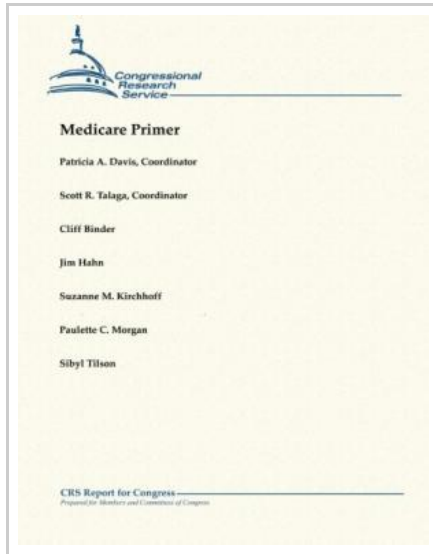 Congressional
Research
Service
Medicare Primer
Patricia A. Davis, Coordinator
Scott R. Talaga, Coordinator
Cliff Binder
Jim Hahn
Suzanne M. Kirchhoff
Paulette C. Morgan
Sibyl Tilson
CRS Report for Congress
Prepared for Members and Committees of Congress